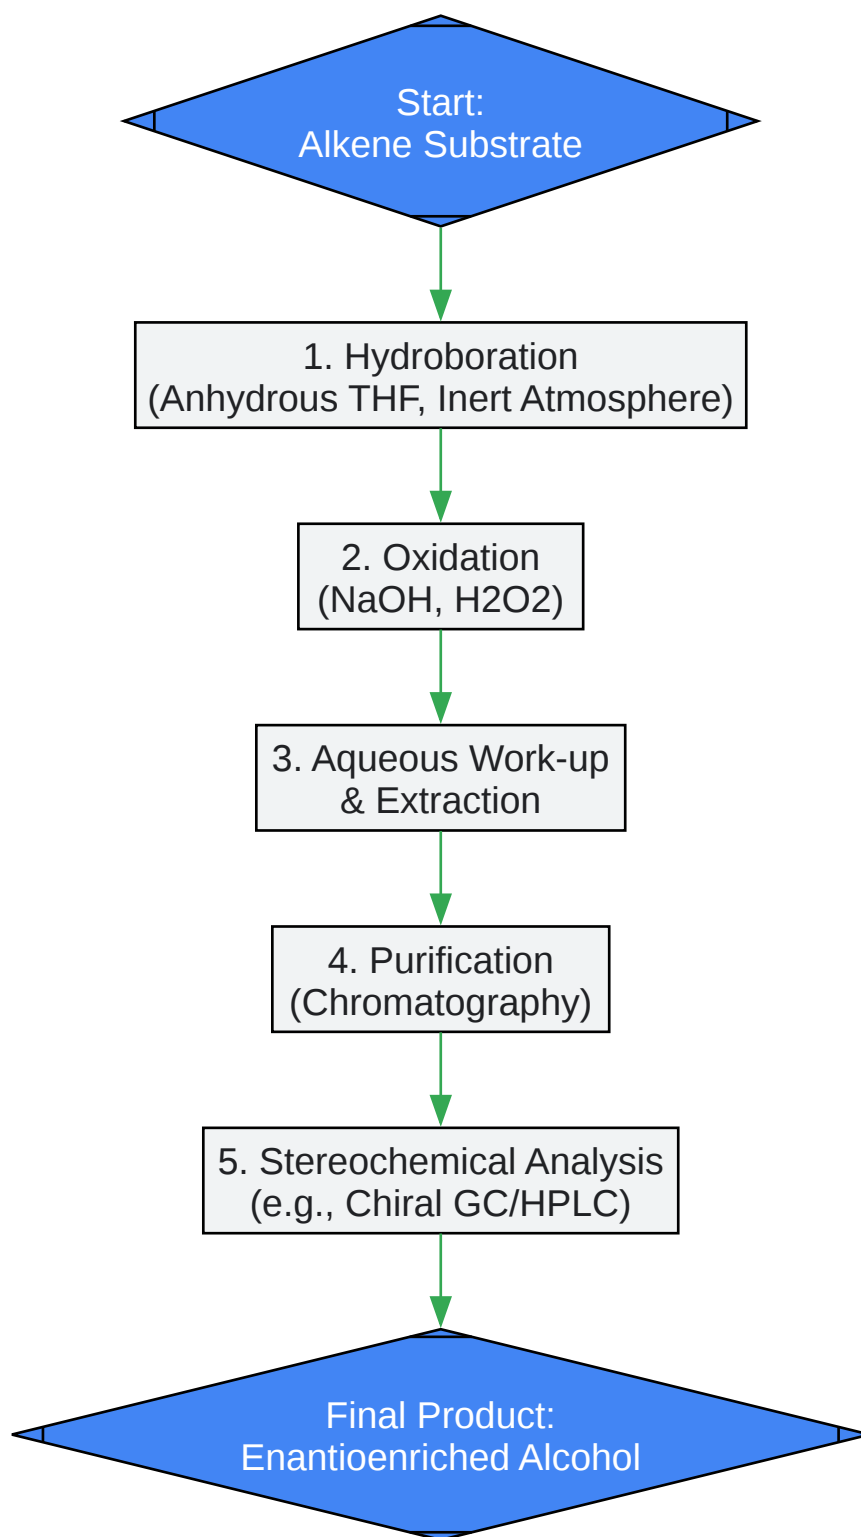 Start:
Alkene Substrate
1. Hydroboration
(Anhydrous THF, Inert Atmosphere)
2. Oxidation
(NaOH, H2O2)
3. Aqueous Work-up
& Extraction
4. Purification
(Chromatography)
5. Stereochemical Analysis
(e.g., Chiral GC/HPLC)
Final Product:
Enantioenriched Alcohol